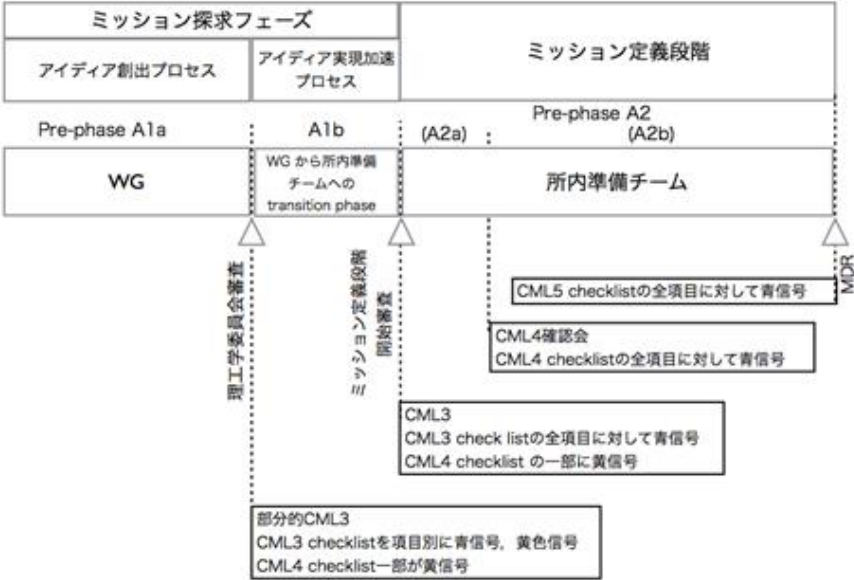 ミッション探求フェーズ
アイディア創出プロセス
アイディア実現加速
プロセス
ミッション定義段階
Pre-phase A1a
A1b
Pre-phase A2
(A2a)
(A2b)
WG
WG から所内準備
チームへの
transition phase
所内準備チーム
理工学委員会審査
ミッション定義段階
開始審査
MDR
CML5 checklistの全項目に対して青信号
CML4確認会
CML4 checklistの全項目に対して青信号
CML3
CML3 check listの全項目に対して青信号
CML4 checklist の一部に黄信号
部分的CML3
CML3 checklistを項目別に青信号，黄色信号
CML4 checklist一部が黄信号